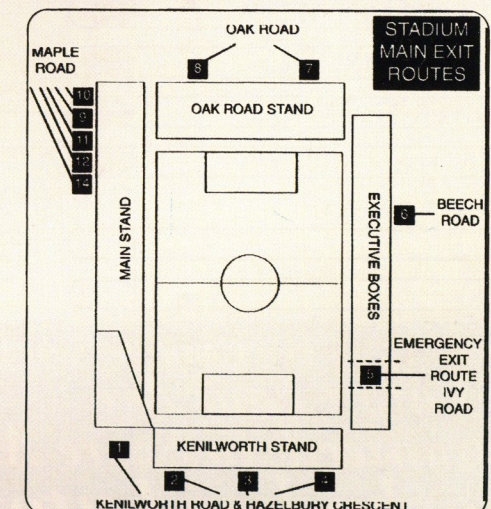 OAK ROAD
STADIUM
MAIN EXIT
ROUTES
MAPLE
ROAD
8
7
10
9
11
12
14
OAK ROAD STAND
MAIN STAND
EXECUTIVE BOXES
6
BEECH
ROAD
EMERGENCY
EXIT
5
ROUTE
IVY
ROAD
1
KENILWORTH STAND
2
3
4
KENILWORTH ROAD & HAZELBURY CRESCENT